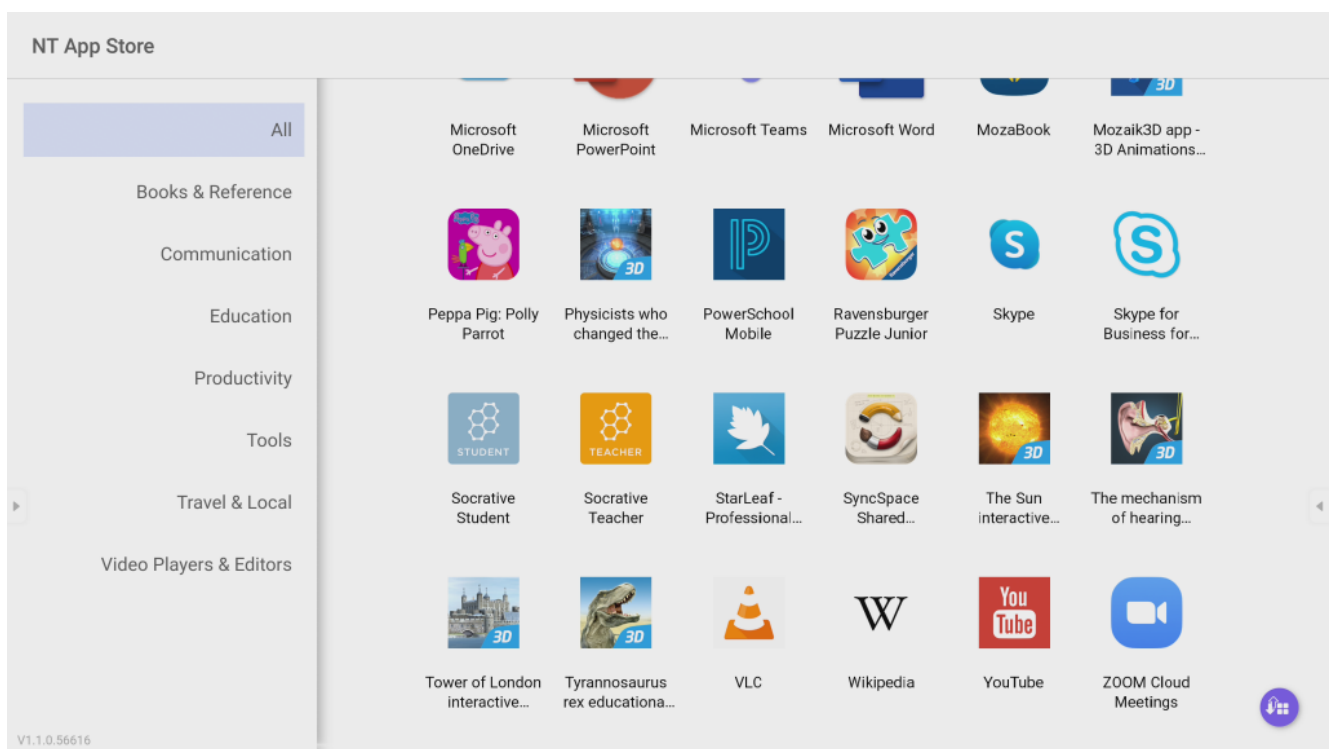 NT App Store
All
Books & Reference
Communication
Education
Productivity
Tools
Travel & Local
Video Players & Editors
V1.1.0.56616
3D
Microsoft
OneDrive
Microsoft
PowerPoint
Microsoft Teams
Microsoft Word
MozaBook
Mozaik3D app -
3D Animations...
3D
S
S
Peppa Pig: Polly
Parrot
Physicists who
changed the...
PowerSchool
Mobile
Ravensburger
Puzzle Junior
Skype
Skype for
Business for...
STUDENT
TEACHER
3D
3D
Socrative
Student
Socrative
Teacher
StarLeaf -
Professional...
SyncSpace
Shared...
The Sun
interactive...
The mechanism
of hearing...
3D
3D
W
You
Tube
Tower of London
interactive...
Tyrannosaurus
rex educationa...
VLC
Wikipedia
YouTube
ZOOM Cloud
Meetings